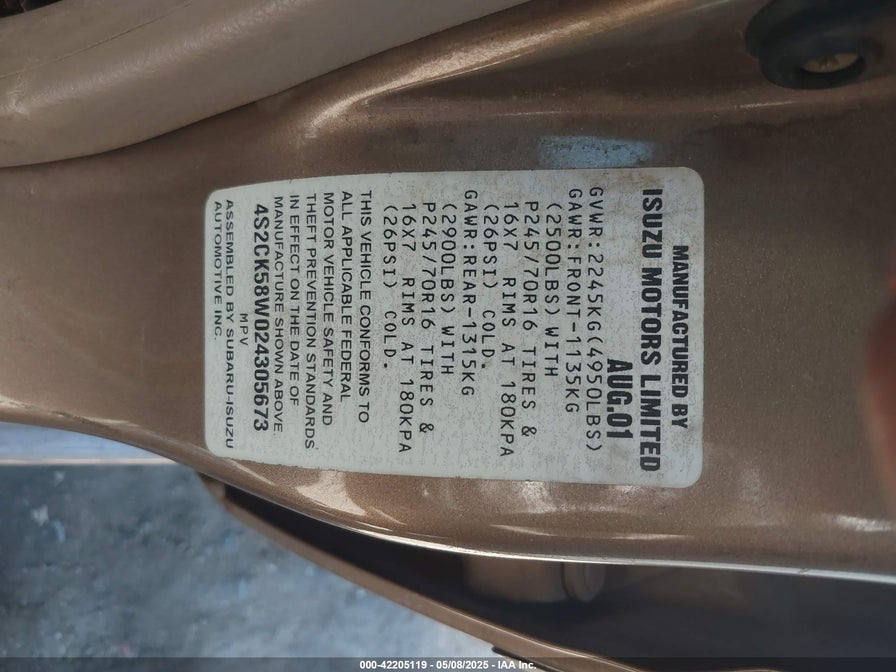 MANUFACTURED BY
ISUZU MOTORS LIMITED
AUG.01
GVWR:2245KG(4950LBS)
GAWR:FRONT-1135KG
(2500LBS) WITH
P245/70R16 TIRES &
16X7 RIMS AT 180KPA
(26PSI) COLD.
GAWR:REAR-1315KG
(2900LBS) WITH
P245/70R16 TIRES &
16X7 RIMS AT 180KPA
(26PSI) COLD.
THIS VEHICLE CONFORMS TO
ALL APPLICABLE FEDERAL
MOTOR VEHICLE SAFETY AND
THEFT PREVENTION STANDARDS
IN EFFECT ON THE DATE OF
MANUFACTURE SHOWN ABOVE.
4S2CK58W024305673
MPV
ASSEMBLED BY SUBARU-ISUZU
AUTOMOTIVE INC.
000-42205119 - 05/08/2025 - IAA Inc.